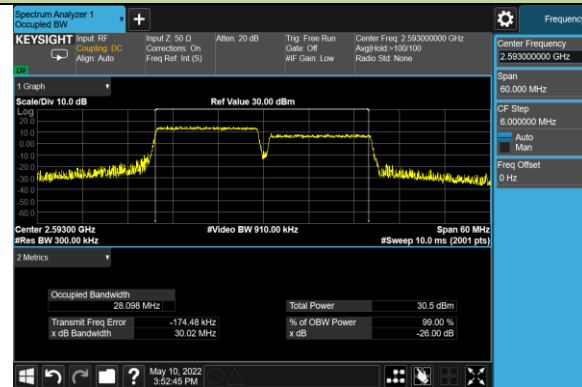 Spectrum Analyzer 1
Occupied BW
Frequency
KEYSIGHT
Input: RF
Coupling: DC
Align: Auto
Input Z: 50 Ω
Corrections: On
Freq Ref: Int (S)
Atten: 20 dB
Trig: Free Run
Gate: Off
#IF Gain: Low
Center Freq: 2.593000000 GHz
Avg|Hold:>100/100
Radio Std: None
LXI
Center Frequency
2.593000000 GHz
Span
60.000 MHz
CF Step
6.000000 MHz
Auto
Man
Freq Offset
0 Hz
1 Graph
Scale/Div 10.0 dB
Ref Value 30.00 dBm
Log
20.0
10.0
0.00
-10.0
-20.0
-30.0
-40.0
-50.0
-60.0
Center 2.59300 GHz
#Video BW 910.00 kHz
Span 60 MHz
#Res BW 300.00 kHz
#Sweep 10.0 ms (2001 pts)
2 Metrics
Occupied Bandwidth
28.098 MHz
Total Power
30.5 dBm
Transmit Freq Error
-174.48 kHz
% of OBW Power
99.00 %
x dB Bandwidth
30.02 MHz
x dB
-26.00 dB
?
May 10, 2022
3:52:45 PM